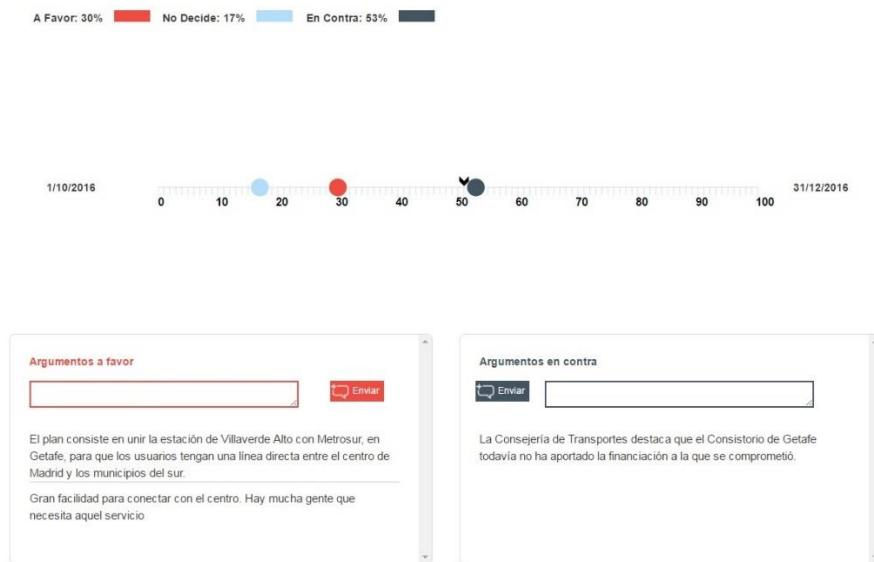 A Favor: 30% No Decide: 17% En Contra: 53%
1/10/2016 31/12/2016
0 10 20 30 40 50 60 70 80 90 100
Argumentos a favor
Enviar
El plan consiste en unir la estación de Villaverde Alto con Metrosur, en
Getafe, para que los usuarios tengan una línea directa entre el centro de
Madrid y los municipios del sur.
Gran facilidad para conectar con el centro. Hay mucha gente que
necesita aquel servicio
Argumentos en contra
Enviar
La Consejería de Transportes destaca que el Consistorio de Getafe
todavía no ha aportado la financiación a la que se comprometió.